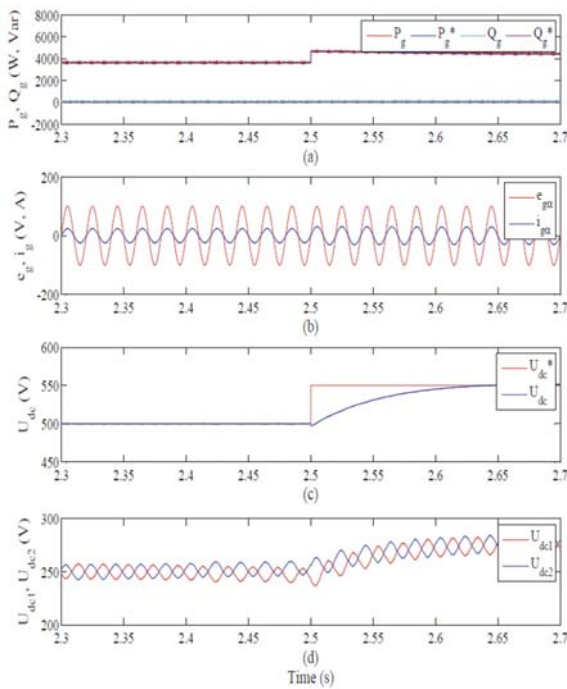 P_g P_g* Q_g Q_g*
P_g, Q_g (W, Var)
8000
6000
4000
2000
0
-2000
2.3 2.35 2.4 2.45 2.5 2.55 2.6 2.65 2.7
(a)
e_gα
i_gα
e_g, i_g (V, A)
200
0
-200
2.3 2.35 2.4 2.45 2.5 2.55 2.6 2.65 2.7
(b)
U_dc*
U_dc
U_dc (V)
600
550
500
450
2.3 2.35 2.4 2.45 2.5 2.55 2.6 2.65 2.7
(c)
U_dc1
U_dc2
U_dc1, U_dc2 (V)
300
250
200
2.3 2.35 2.4 2.45 2.5 2.55 2.6 2.65 2.7
(d)
Time (s)